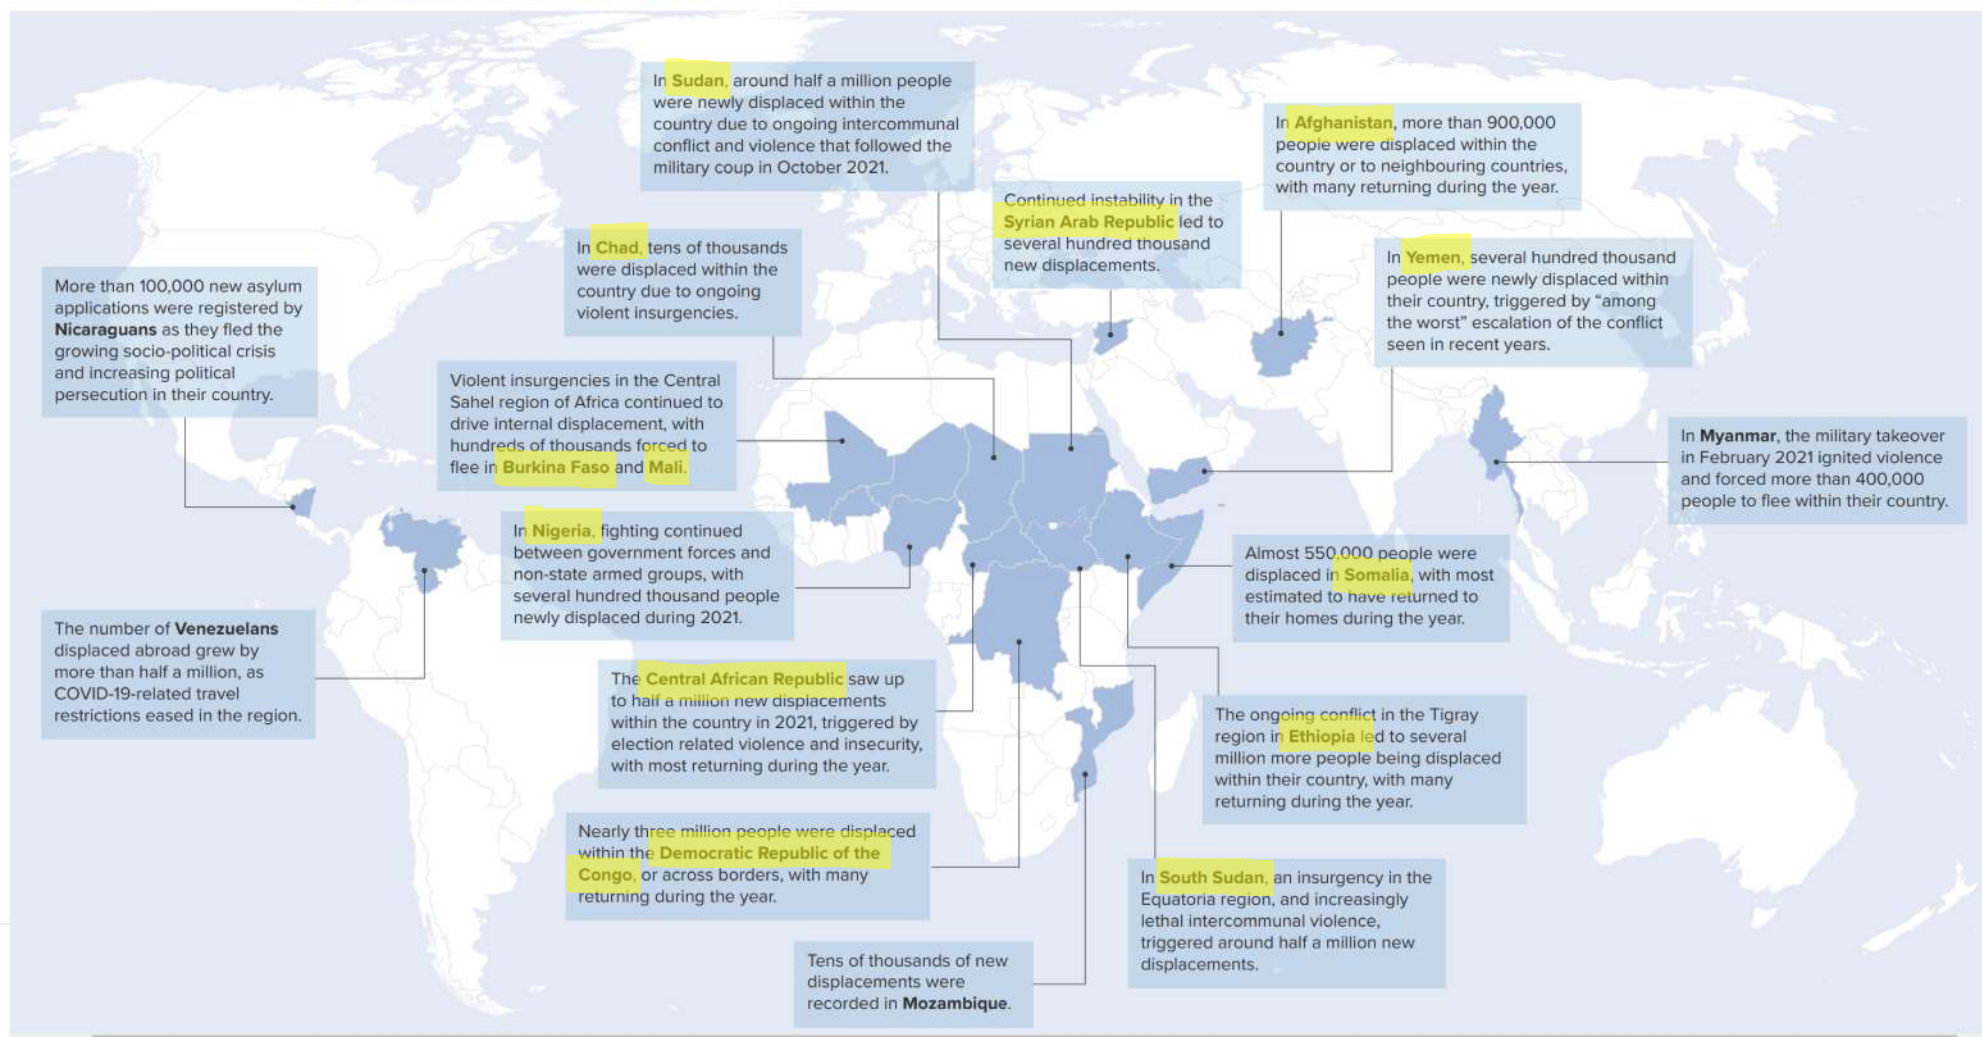 In Sudan, around half a million people
were newly displaced within the
country due to ongoing intercommunal
conflict and violence that followed the
military coup in October 2021.
In Afghanistan, more than 900,000
people were displaced within the
country or to neighbouring countries,
with many returning during the year.
Continued instability in the
Syrian Arab Republic led to
several hundred thousand
new displacements.
In Chad, tens of thousands
were displaced within the
country due to ongoing
violent insurgencies.
In Yemen, several hundred thousand
people were newly displaced within
their country, triggered by “among
the worst” escalation of the conflict
seen in recent years.
More than 100,000 new asylum
applications were registered by
Nicaraguans as they fled the
growing socio-political crisis
and increasing political
persecution in their country.
Violent insurgencies in the Central
Sahel region of Africa continued to
drive internal displacement, with
hundreds of thousands forced to
flee in Burkina Faso and Mali.
In Myanmar, the military takeover
in February 2021 ignited violence
and forced more than 400,000
people to flee within their country.
In Nigeria, fighting continued
between government forces and
non-state armed groups, with
several hundred thousand people
newly displaced during 2021.
Almost 550,000 people were
displaced in Somalia, with most
estimated to have returned to
their homes during the year.
The number of Venezuelans
displaced abroad grew by
more than half a million, as
COVID-19-related travel
restrictions eased in the region.
The Central African Republic saw up
to half a million new displacements
within the country in 2021, triggered by
election related violence and insecurity,
with most returning during the year.
The ongoing conflict in the Tigray
region in Ethiopia led to several
million more people being displaced
within their country, with many
returning during the year.
Nearly three million people were displaced
within the Democratic Republic of the
Congo, or across borders, with many
returning during the year.
In South Sudan, an insurgency in the
Equatoria region, and increasingly
lethal intercommunal violence,
triggered around half a million new
displacements.
Tens of thousands of new
displacements were
recorded in Mozambique.